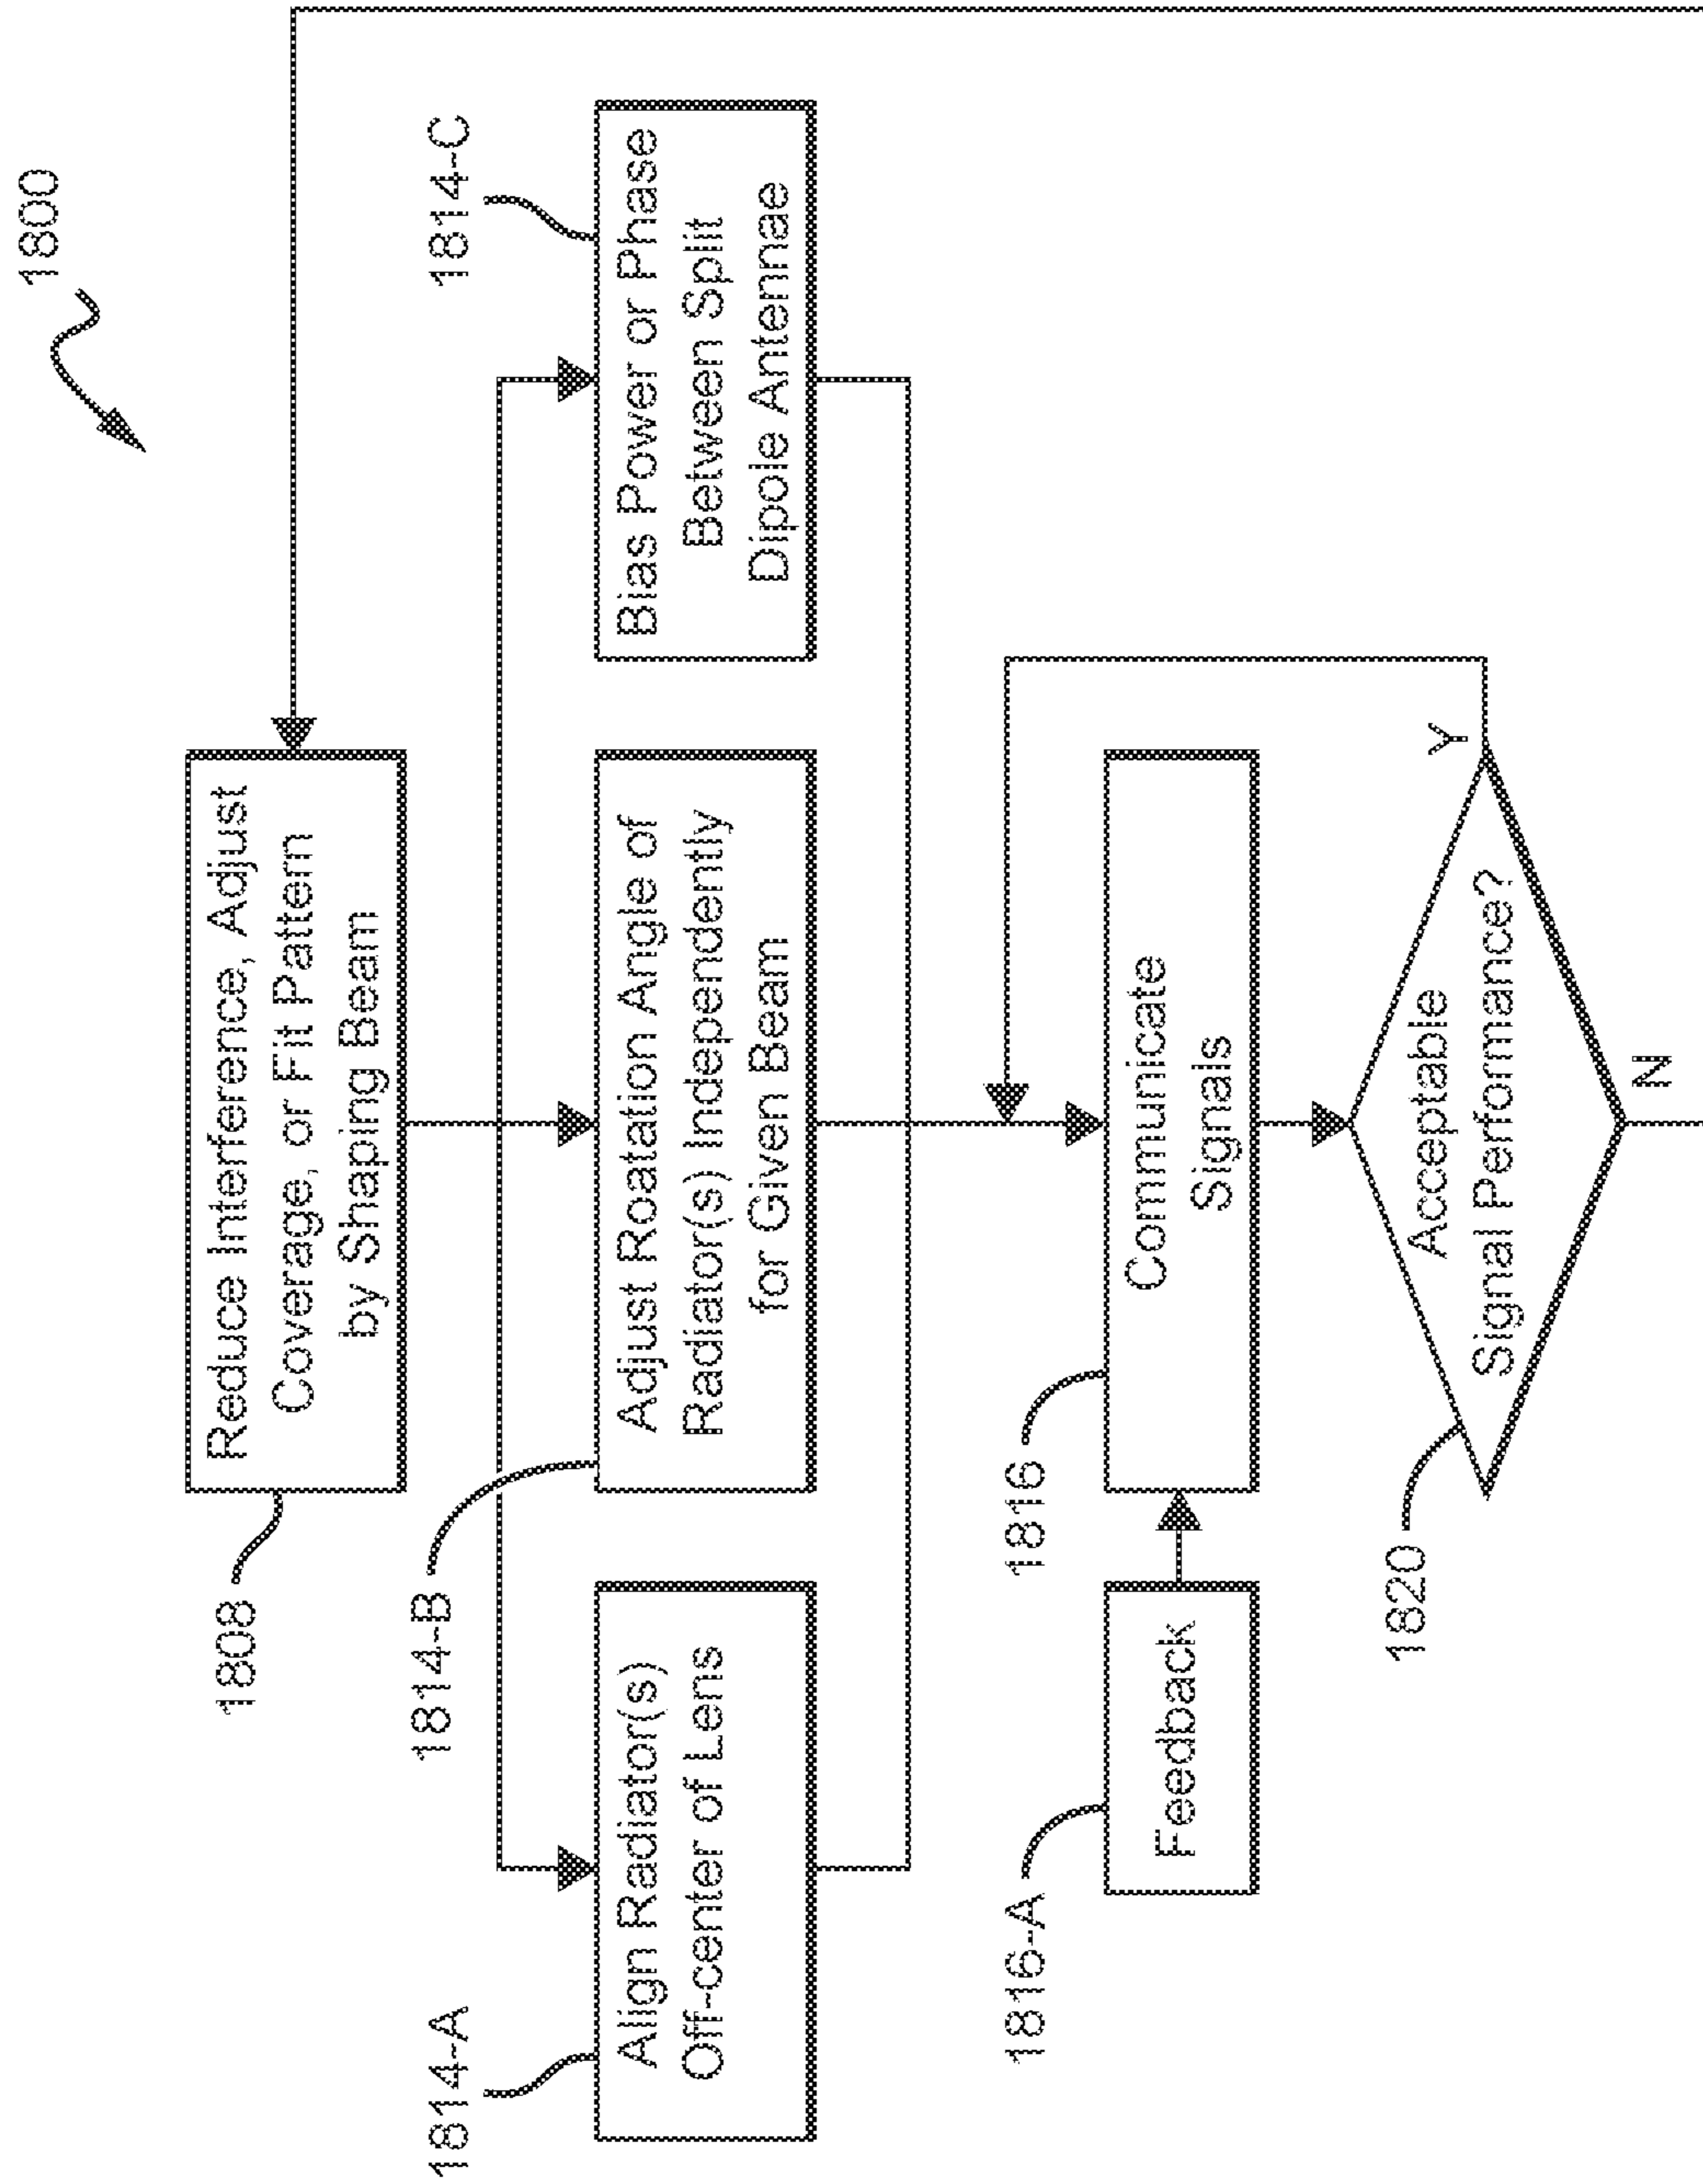 1800
Reduce Interference, Adjust
Coverage, or Fit Pattern
by Shaping Beam
1808
1814-A
Align Radiator(s)
Off-center of Lens
1814-B
Adjust Roatation Angle of
Radiator(s) Independently
for Given Beam
1814-C
Bias Power or Phase
Between Split
Dipole Antennae
1816-A
Feedback
1816
Communicate
Signals
1820
Acceptable
Signal Performance?
Y
N